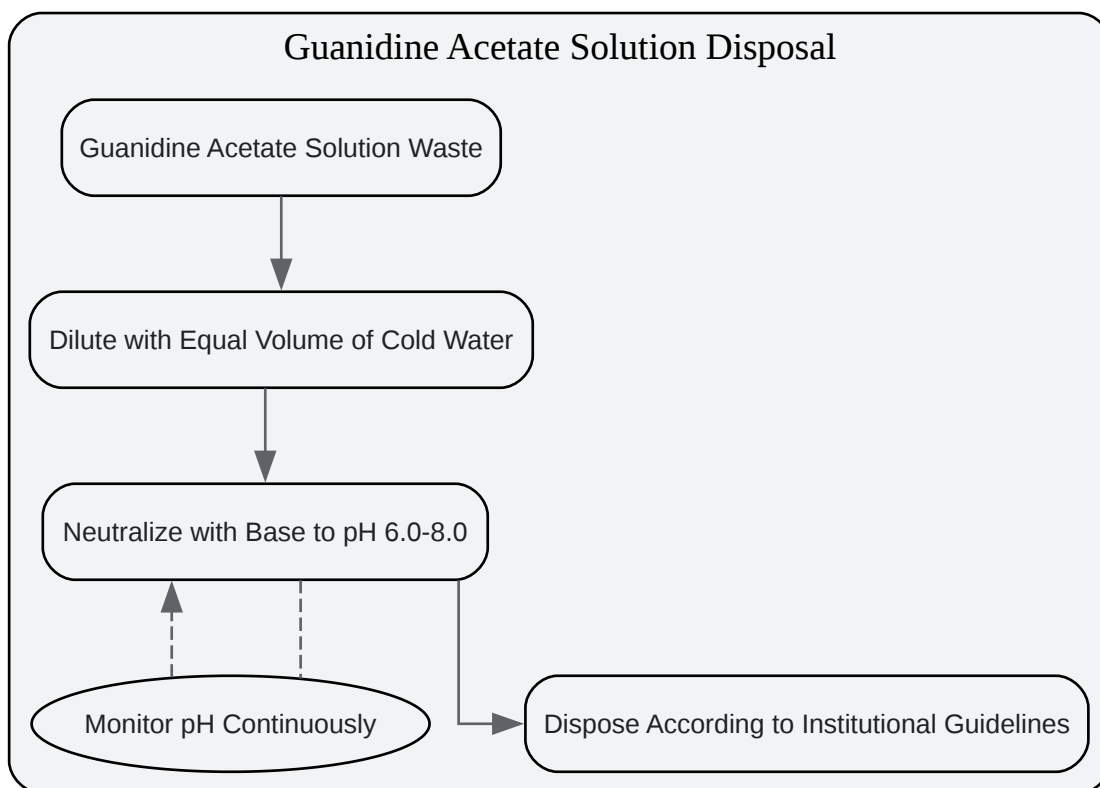 Guanidine Acetate Solution Disposal
Guanidine Acetate Solution Waste
Dilute with Equal Volume of Cold Water
Neutralize with Base to pH 6.0-8.0
Monitor pH Continuously
Dispose According to Institutional Guidelines